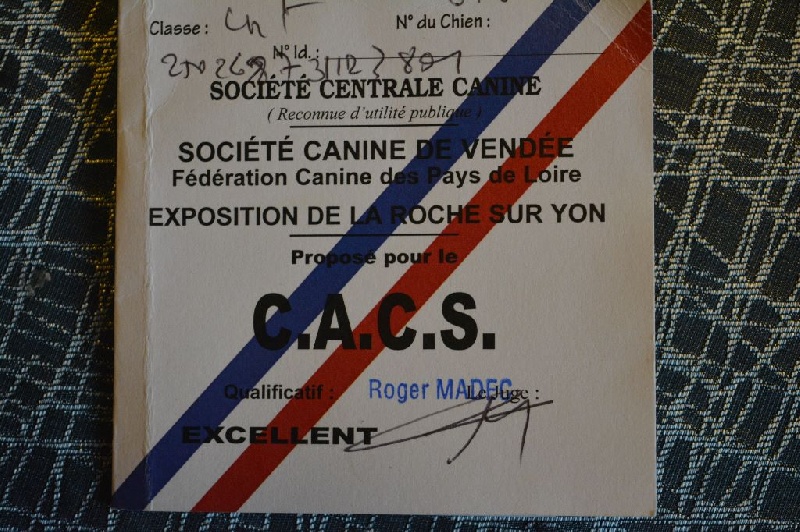 Classe : Ch F N° du Chien :
N° Id. :
SOCIÉTÉ CENTRALE CANINE
( Reconnue d'utilité publique )
SOCIÉTÉ CANINE DE VENDÉE
Fédération Canine des Pays de Loire
EXPOSITION DE LA ROCHE SUR YON
Proposé pour le
C.A.C.S.
Qualificatif : Roger MADEC Le Juge :
EXCELLENT